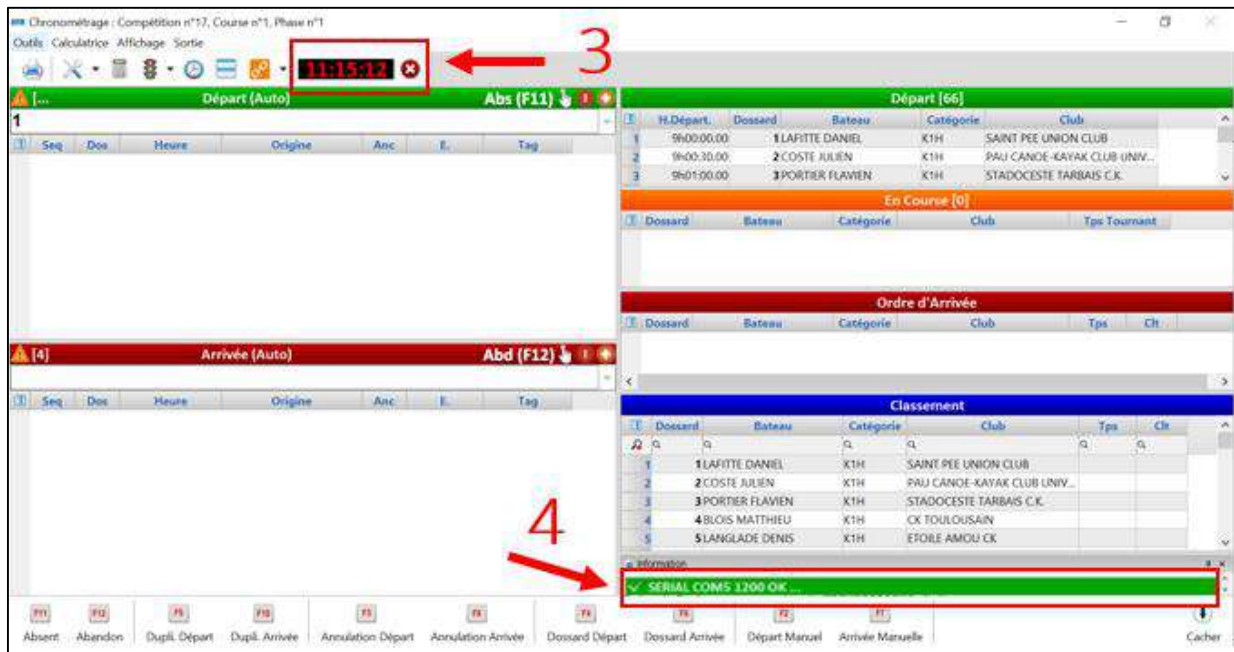 Chronométrage : Compétition n°17, Course n°1, Phase n°1
Outils Calculatrice Affichage Sortie
11:15:12
3
[... Départ (Auto) Abs (F11)
1
Seq Dos Heure Origine Anc E. Tag
Départ [66]
H.Départ. Dossard Bateau Catégorie Club
1 9h00:00.00 1 LAFITTE DANIEL K1H SAINT PEE UNION CLUB
2 9h00:30.00 2 COSTE JULIEN K1H PAU CANOE-KAYAK CLUB UNIV...
3 9h01:00.00 3 PORTIER FLAVIEN K1H STADOCESTE TARBAIS C.K.
En Course [0]
Dossard Bateau Catégorie Club Tps Tournant
Ordre d'Arrivée
Dossard Bateau Catégorie Club Tps Clt
[4] Arrivée (Auto) Abd (F12)
Seq Dos Heure Origine Anc E. Tag
Classement
Dossard Bateau Catégorie Club Tps Clt
1 1 LAFITTE DANIEL K1H SAINT PEE UNION CLUB
2 2 COSTE JULIEN K1H PAU CANOE-KAYAK CLUB UNIV...
3 3 PORTIER FLAVIEN K1H STADOCESTE TARBAIS C.K.
4 4 BLOIS MATTHIEU K1H CK TOULOUSAIN
5 5 LANGLADE DENIS K1H ETOILE AMOU CK
4
Information
SERIAL COM5 1200 OK ...
F11 F12 F5 F10 F3 F8 F4 F2 F7
Absent Abandon Dupli. Départ Dupli. Arrivée Annulation Départ Annulation Arrivée Dossard Départ Dossard Arrivée Départ Manuel Arrivée Manuelle Cacher